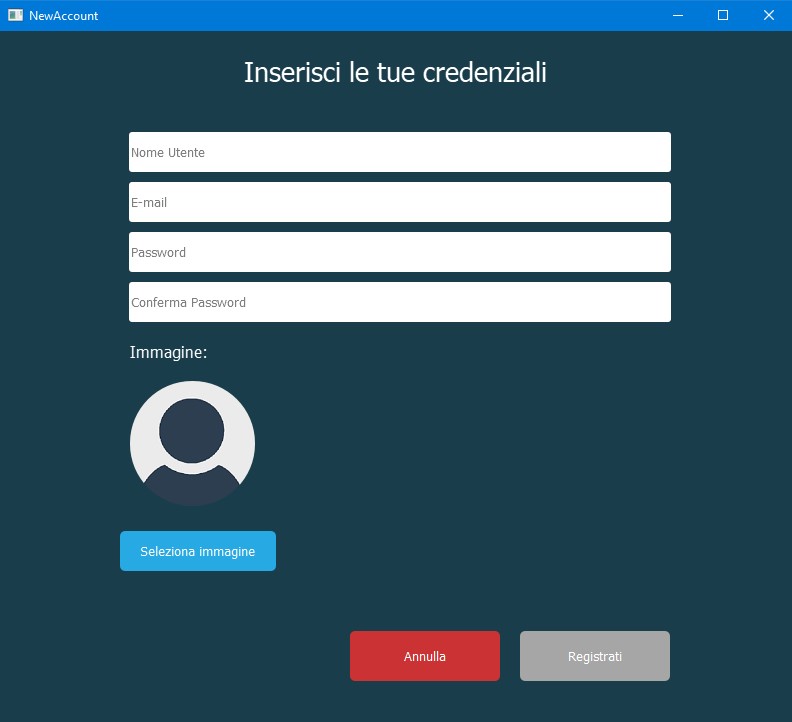 NewAccount
Inserisci le tue credenziali
Nome Utente
E-mail
Password
Conferma Password
Immagine:
Seleziona immagine
Annulla
Registrati